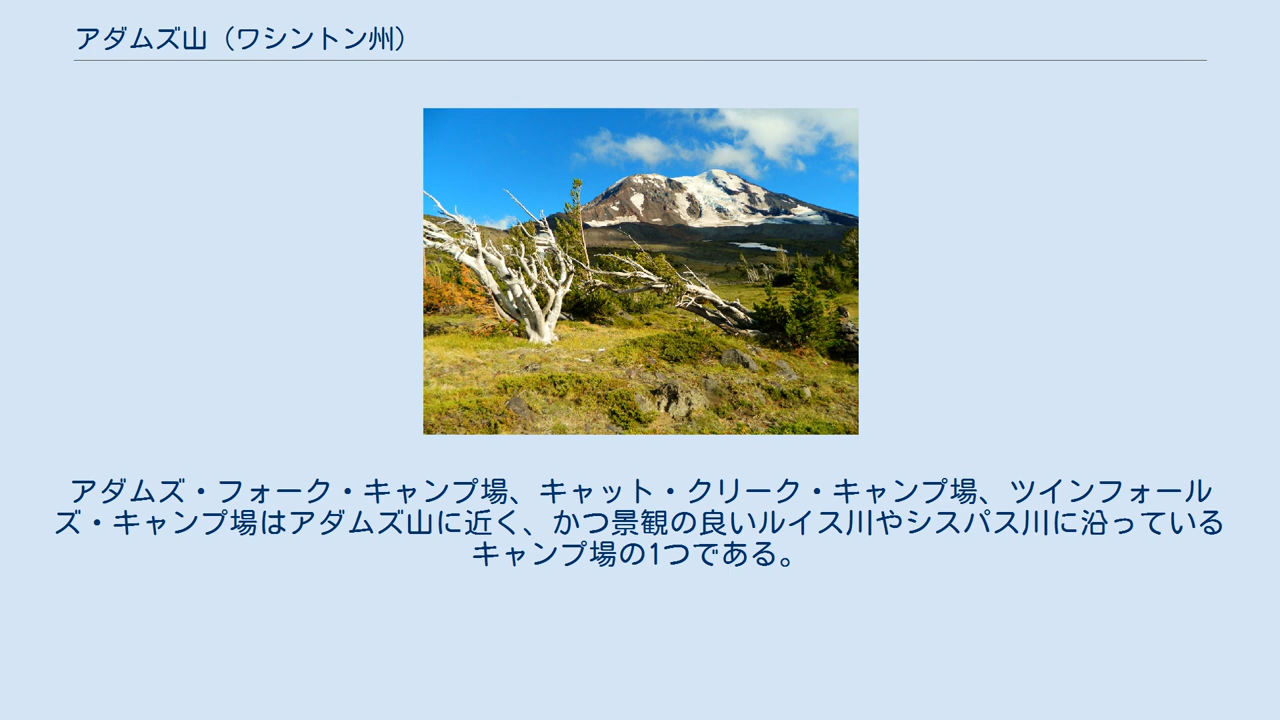 アダムズ山（ワシントン州）
アダムズ・フォーク・キャンプ場、キャット・クリーク・キャンプ場、ツインフォール
ズ・キャンプ場はアダムズ山に近く、かつ景観の良いルイス川やシスパス川に沿っている
キャンプ場の1つである。